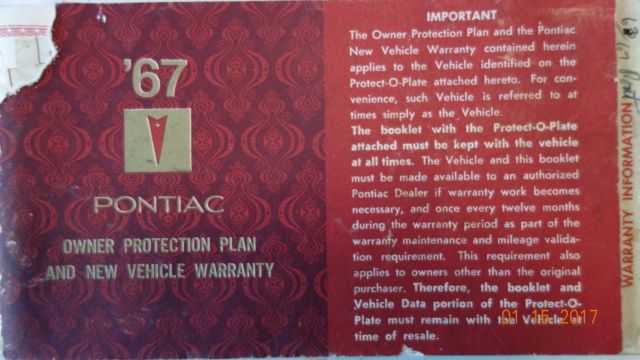 '67
PONTIAC
OWNER PROTECTION PLAN
AND NEW VEHICLE WARRANTY
IMPORTANT
The Owner Protection Plan and the Pontiac
New Vehicle Warranty contained herein
applies to the Vehicle identified on the
Protect-O-Plate attached hereto. For con-
venience, such Vehicle is referred to at
times simply as the Vehicle.
The booklet with the Protect-O-Plate
attached must be kept with the vehicle
at all times. The Vehicle and this booklet
must be made available to an authorized
Pontiac Dealer if warranty work becomes
necessary, and once every twelve months
during the warranty period as part of the
warranty maintenance and mileage valida-
tion requirement. This requirement also
applies to owners other than the original
purchaser. Therefore, the booklet and
Vehicle Data portion of the Protect-O-
Plate must remain with the Vehicle at
time of resale.
WARRANTY INFORMATION
01.15.2017